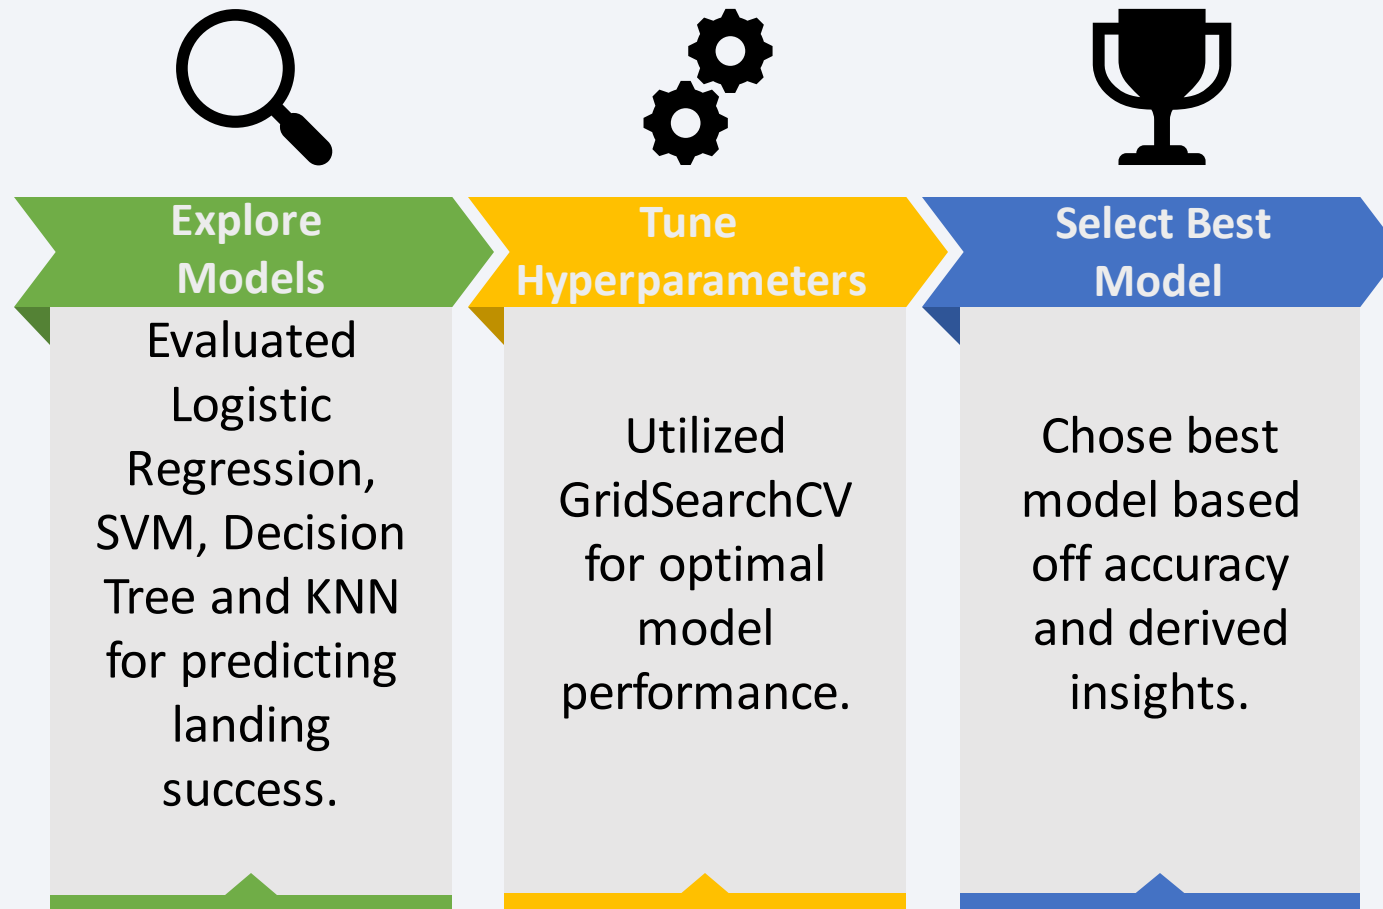 Explore
Models
Evaluated
Logistic
Regression,
SVM, Decision
Tree and KNN
for predicting
landing
success.
Tune
Hyperparameters
Utilized
GridSearchCV
for optimal
model
performance.
Select Best
Model
Chose best
model based
off accuracy
and derived
insights.